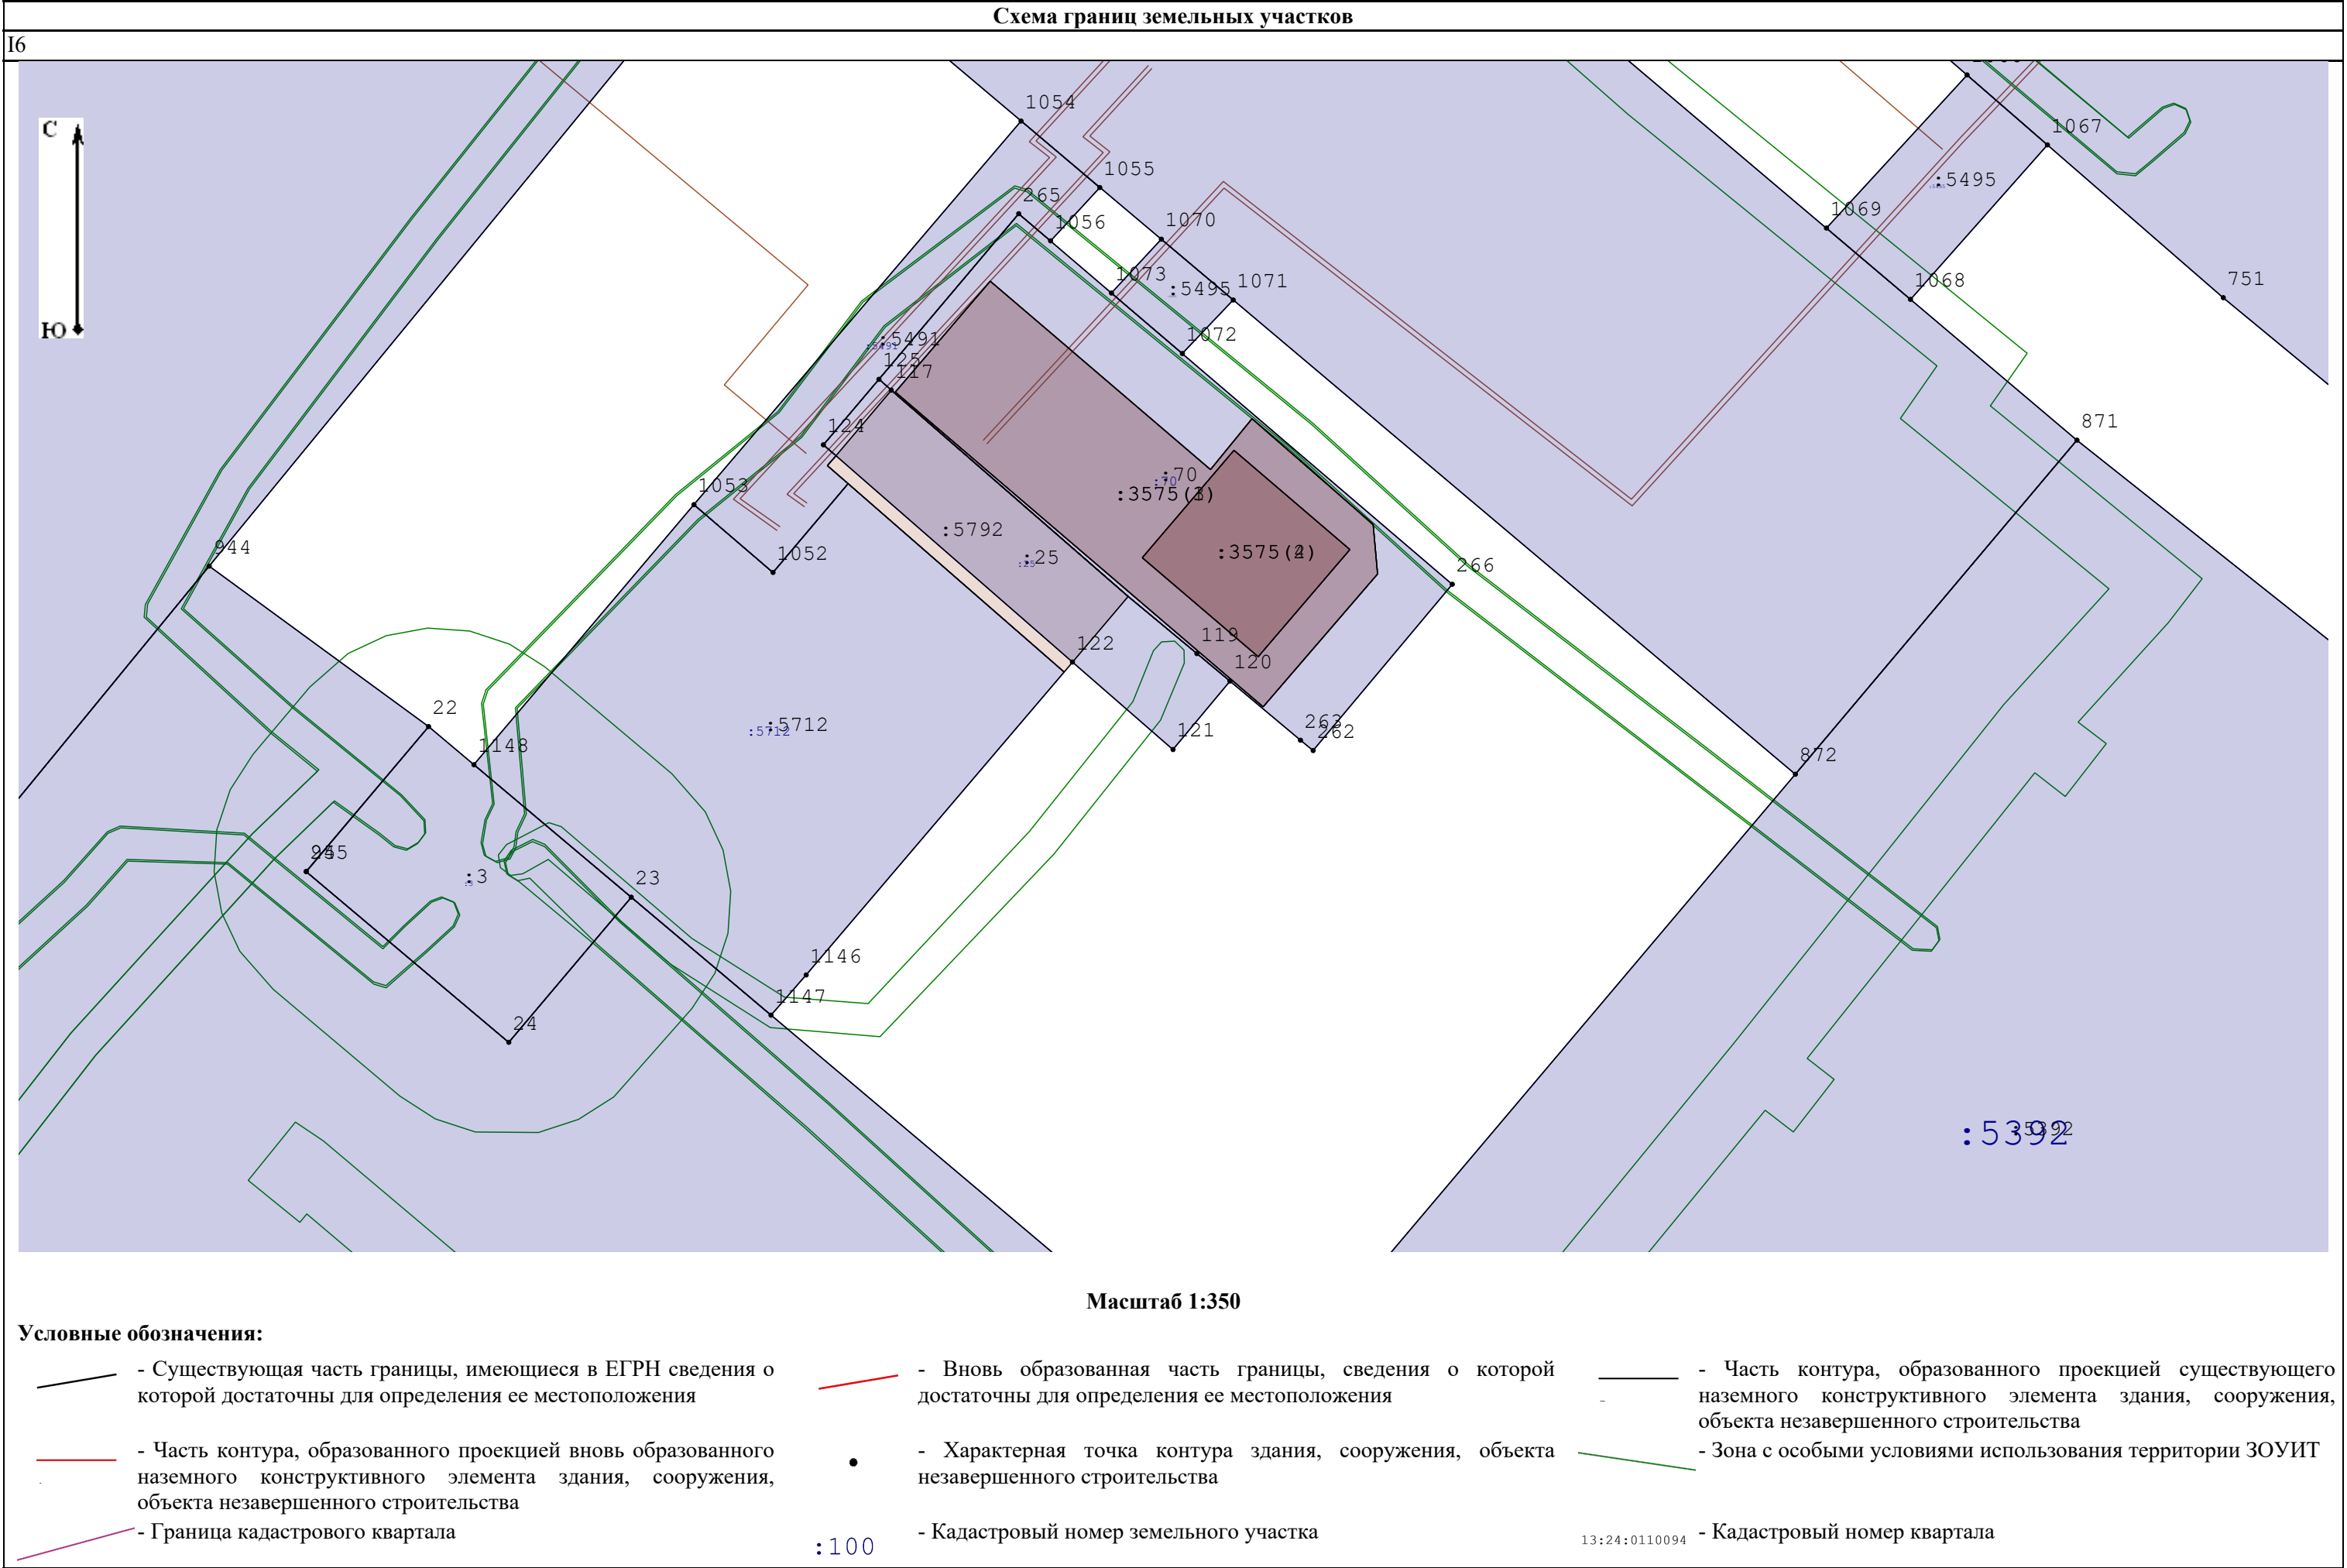 Схема границ земельных участков
I6
С
Ю
1054
1067
1055
:5495
265
1056
1070
1069
1073
:5495
1071
1068
751
1072
:5491
:5491
125
117
871
124
:70
:70
1053
:5792
1052
:25
:25
944
266
119
122
120
22
:5712
:5712
263
262
121
1148
872
:3
23
1146
1147
24
:5392
:5392
Масштаб 1:350
Условные обозначения:
- Существующая часть границы, имеющиеся в ЕГРН сведения о
которой достаточны для определения ее местоположения
- Вновь образованная часть границы, сведения о которой
достаточны для определения ее местоположения
- Часть контура, образованного проекцией существующего
наземного конструктивного элемента здания, сооружения,
объекта незавершенного строительства
- Часть контура, образованного проекцией вновь образованного
наземного конструктивного элемента здания, сооружения,
объекта незавершенного строительства
- Характерная точка контура здания, сооружения, объекта
незавершенного строительства
- Зона с особыми условиями использования территории ЗОУИТ
- Граница кадастрового квартала
:100
- Кадастровый номер земельного участка
13:24:0110094
- Кадастровый номер квартала